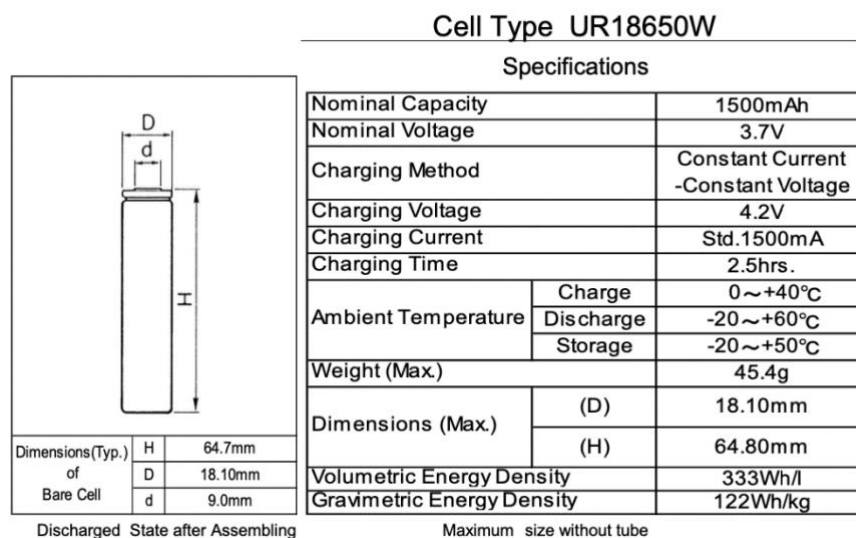 Cell Type UR18650W
Specifications
D
d
H
Dimensions(Typ.) of Bare Cell H 64.7mm
D 18.10mm
d 9.0mm
Discharged State after Assembling
Nominal Capacity 1500mAh
Nominal Voltage 3.7V
Charging Method Constant Current -Constant Voltage
Charging Voltage 4.2V
Charging Current Std.1500mA
Charging Time 2.5hrs.
Ambient Temperature Charge 0～+40℃
Discharge -20～+60℃
Storage -20～+50℃
Weight (Max.) 45.4g
Dimensions (Max.) (D) 18.10mm
(H) 64.80mm
Volumetric Energy Density 333Wh/l
Gravimetric Energy Density 122Wh/kg
Maximum size without tube